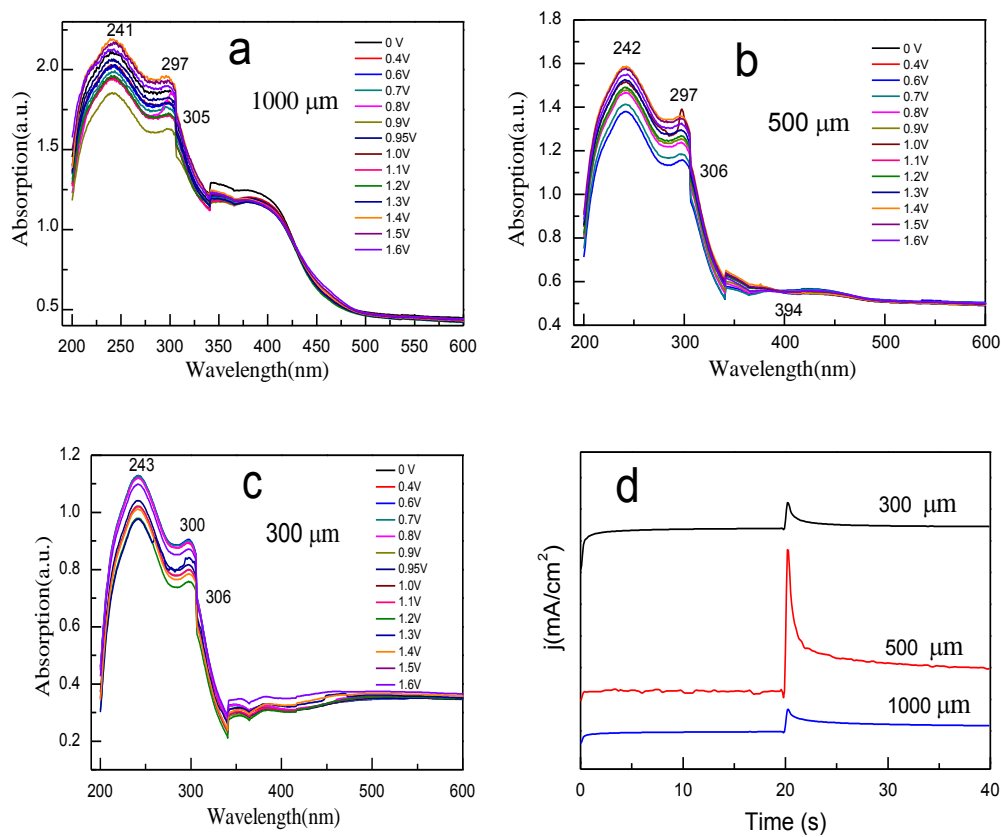 a
1000 μm
241
297
305
0 V
0.4V
0.6V
0.7V
0.8V
0.9V
0.95V
1.0V
1.1V
1.2V
1.3V
1.4V
1.5V
1.6V
2.0
1.5
1.0
0.5
200 250 300 350 400 450 500 550 600
Absorption(a.u.)
Wavelength(nm)
b
500 μm
242
297
306
394
0 V
0.4V
0.6V
0.7V
0.8V
0.9V
1.0V
1.1V
1.2V
1.3V
1.4V
1.5V
1.6V
1.8
1.6
1.4
1.2
1.0
0.8
0.6
0.4
200 300 400 500 600
Absorption(a.u.)
Wavelength(nm)
c
300 μm
243
300
306
0 V
0.4V
0.6V
0.7V
0.8V
0.9V
0.95V
1.0V
1.1V
1.2V
1.3V
1.4V
1.5V
1.6V
1.2
1.0
0.8
0.6
0.4
0.2
200 250 300 350 400 450 500 550 600
Absorption(a.u.)
Wavelength(nm)
d
300 μm
500 μm
1000 μm
j(mA/cm²)
0 10 20 30 40
Time (s)